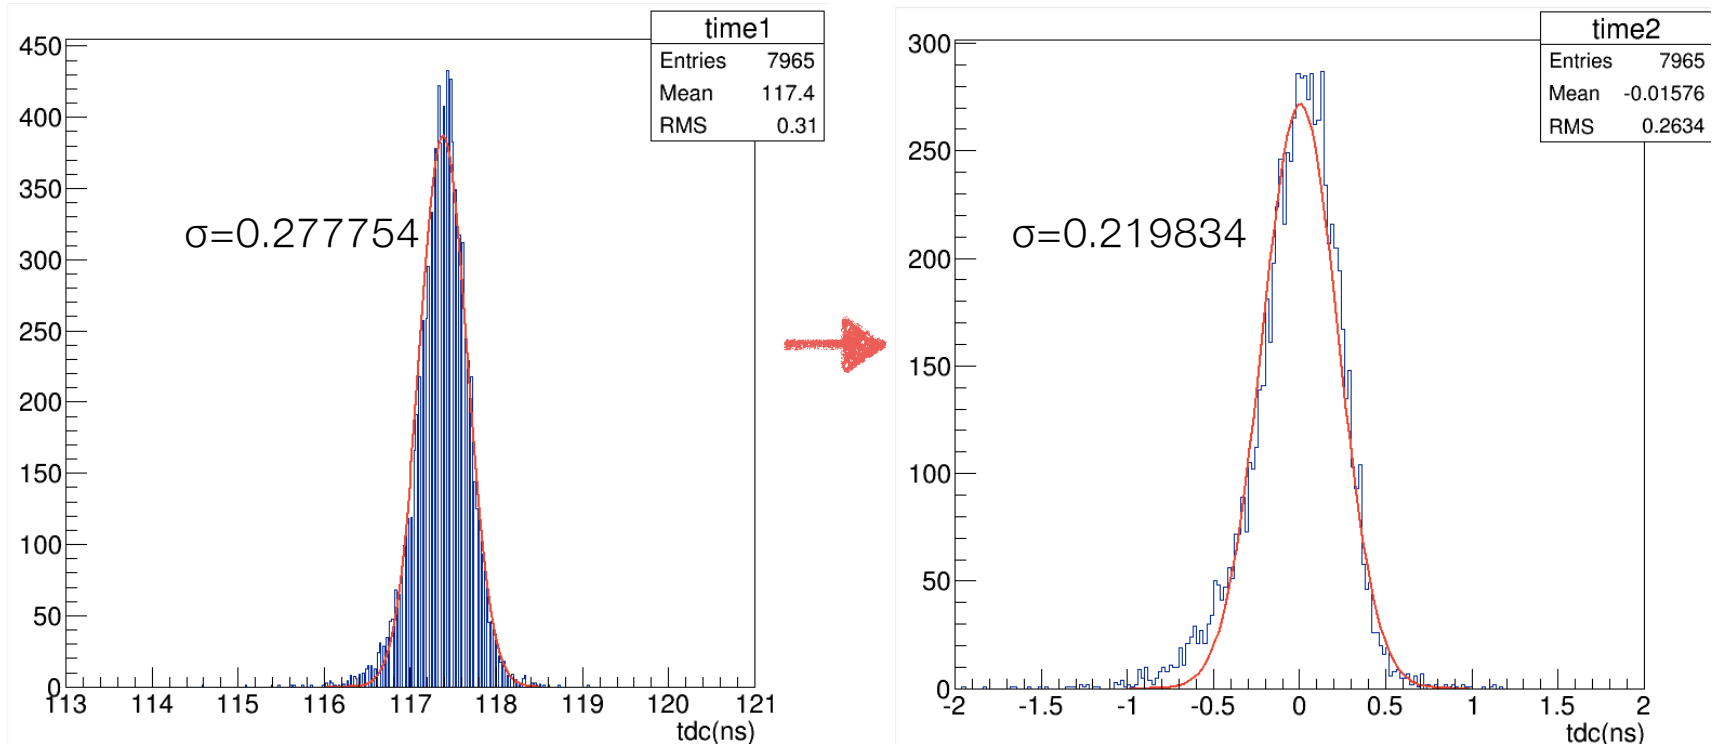 time1
Entries 7965
Mean 117.4
RMS 0.31
450
400
350
300
250
200
150
100
50
0
σ=0.277754
113 114 115 116 117 118 119 120 121
tdc(ns)
time2
Entries 7965
Mean -0.01576
RMS 0.2634
300
250
200
150
100
50
0
σ=0.219834
-2 -1.5 -1 -0.5 0 0.5 1 1.5 2
tdc(ns)